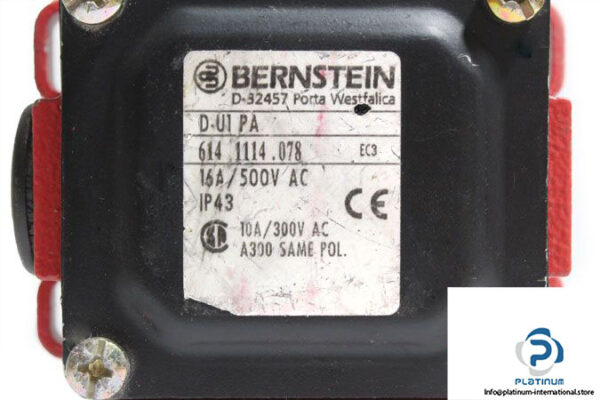 BERNSTEIN
D-32457 Porta Westfalica
D-U1 PA
614 1114.078 EC3
16A/500V AC
IP43
CE
10A/300V AC
A300 SAME POL.
PLATINUM
info@platinum-international.store